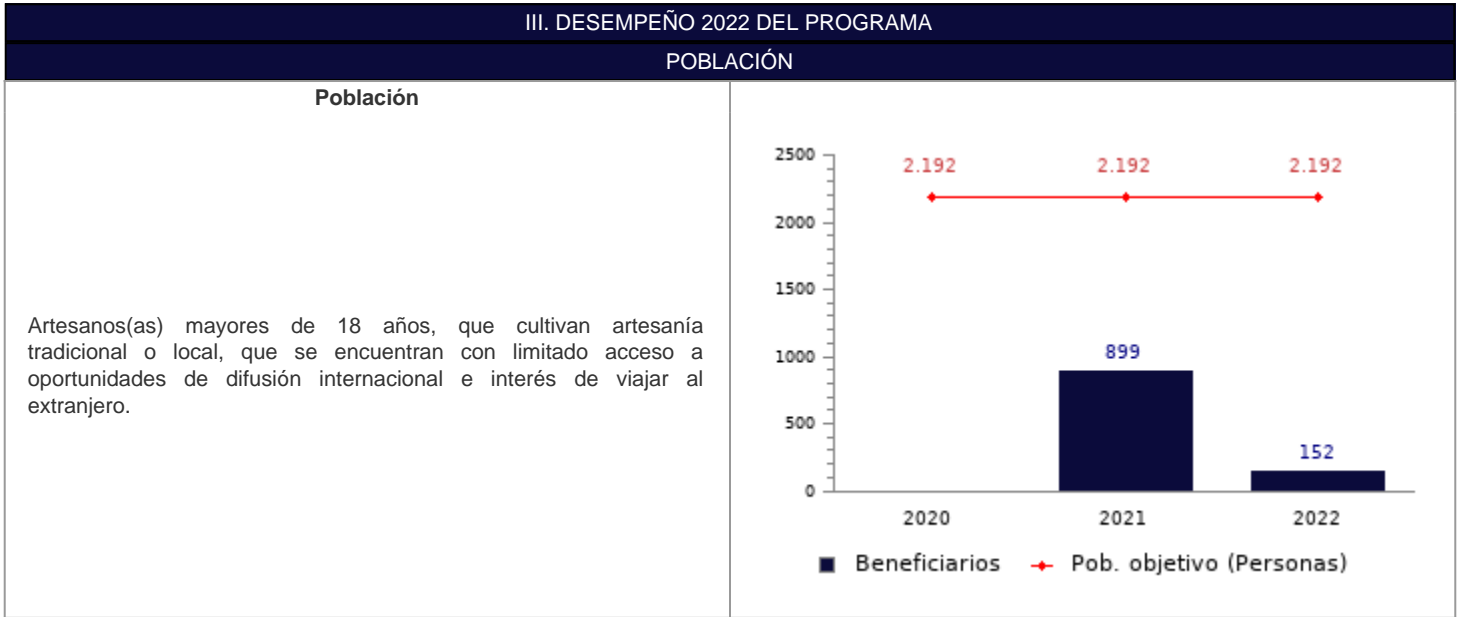 III. DESEMPEÑO 2022 DEL PROGRAMA
POBLACIÓN
Población
Artesanos(as) mayores de 18 años, que cultivan artesanía
tradicional o local, que se encuentran con limitado acceso a
oportunidades de difusión internacional e interés de viajar al
extranjero.
2500
2.192 2.192 2.192
2000
1500
1000
899
500
152
0
2020 2021 2022
Beneficiarios Pob. objetivo (Personas)